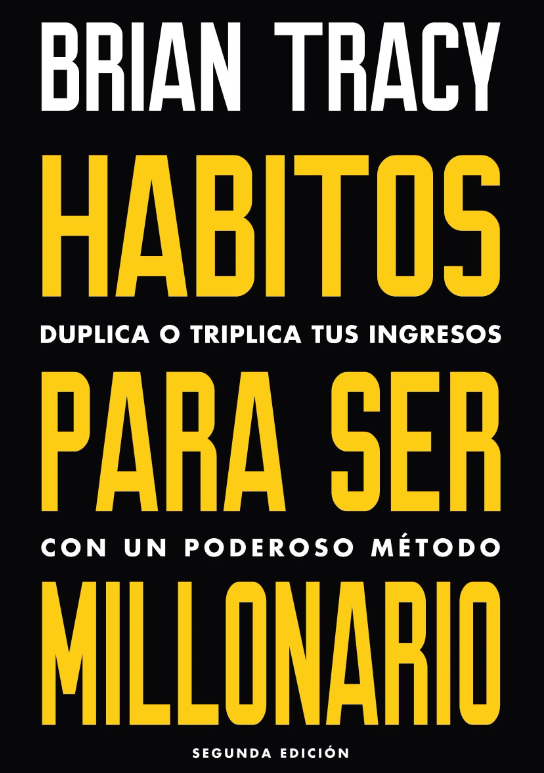 BRIAN TRACY
HABITOS
DUPLICA O TRIPLICA TUS INGRESOS
PARA SER
CON UN PODEROSO MÉTODO
MILLONARIO
SEGUNDA EDICIÓN